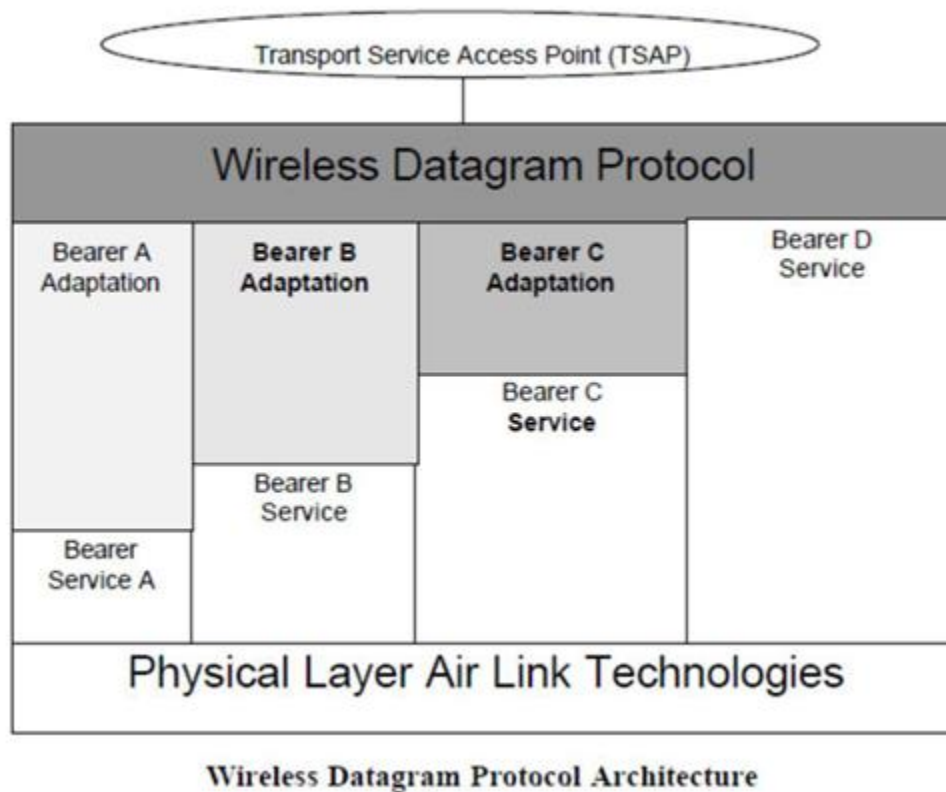 Transport Service Access Point (TSAP)
Wireless Datagram Protocol
Bearer A
Adaptation
Bearer B
Adaptation
Bearer C
Adaptation
Bearer D
Service
Bearer C
Service
Bearer B
Service
Bearer
Service A
Physical Layer Air Link Technologies
Wireless Datagram Protocol Architecture